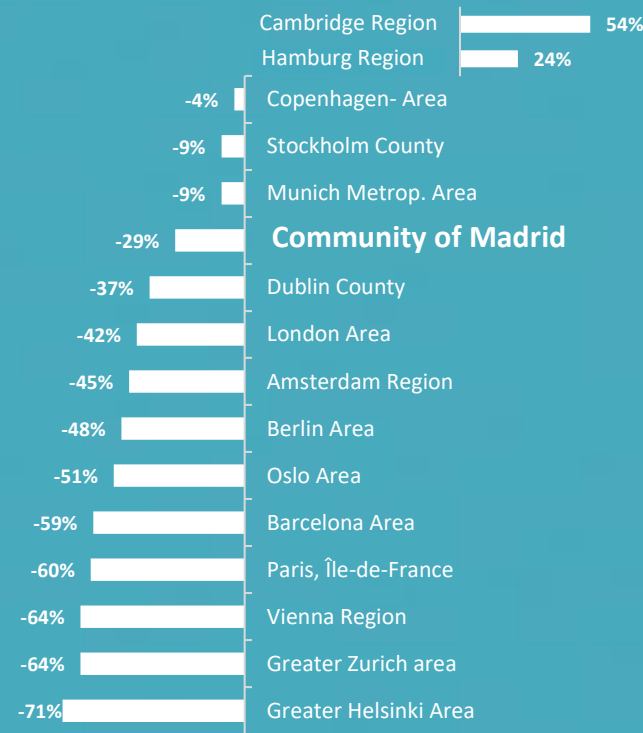 Cambridge Region 54%
Hamburg Region 24%
-4% Copenhagen- Area
-9% Stockholm County
-9% Munich Metrop. Area
-29% Community of Madrid
-37% Dublin County
-42% London Area
-45% Amsterdam Region
-48% Berlin Area
-51% Oslo Area
-59% Barcelona Area
-60% Paris, Île-de-France
-64% Vienna Region
-64% Greater Zurich area
-71% Greater Helsinki Area